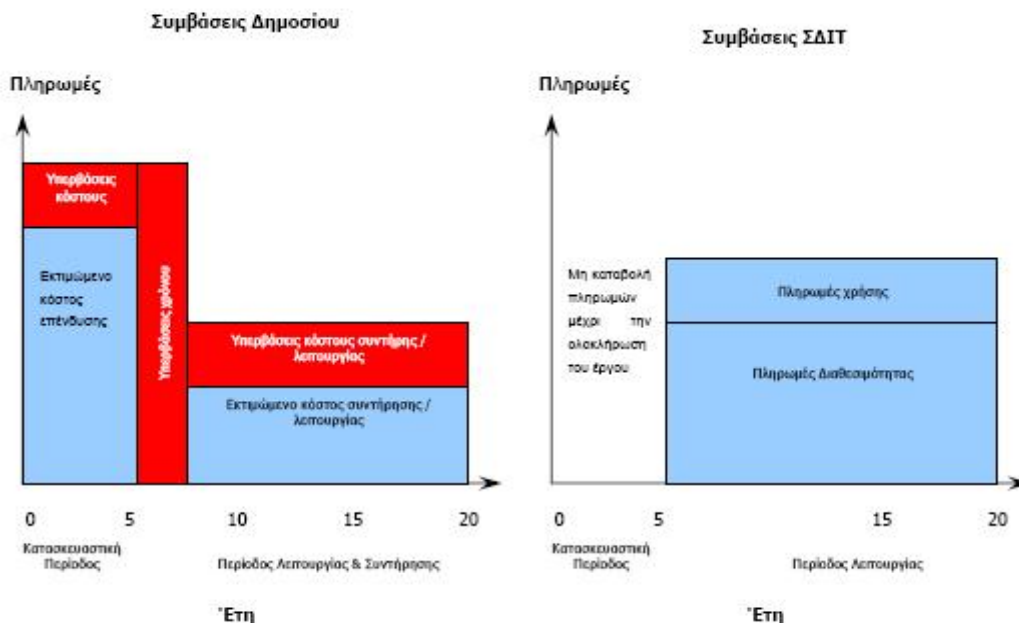 Συμβάσεις Δημοσίου
Πληρωμές
Υπερβάσεις
κόστους
Εκτιμώμενο
κόστος
επένδυσης
Υπερβάσεις χρόνου
Υπερβάσεις κόστους συντήρης /
λειτουργίας
Εκτιμώμενο κόστος συντήρησης /
λειτουργίας
0 5 10 15 20
Κατασκευαστική
Περίοδος
Περίοδος Λειτουργίας & Συντήρησης
Έτη
Συμβάσεις ΣΔΙΤ
Πληρωμές
Μη καταβολή
πληρωμών
μέχρι την
ολοκλήρωση
του έργου
Πληρωμές χρήσης
Πληρωμές Διαθεσιμότητας
0 5 15 20
Κατασκευαστική
Περίοδος
Περίοδος Λειτουργίας
Έτη